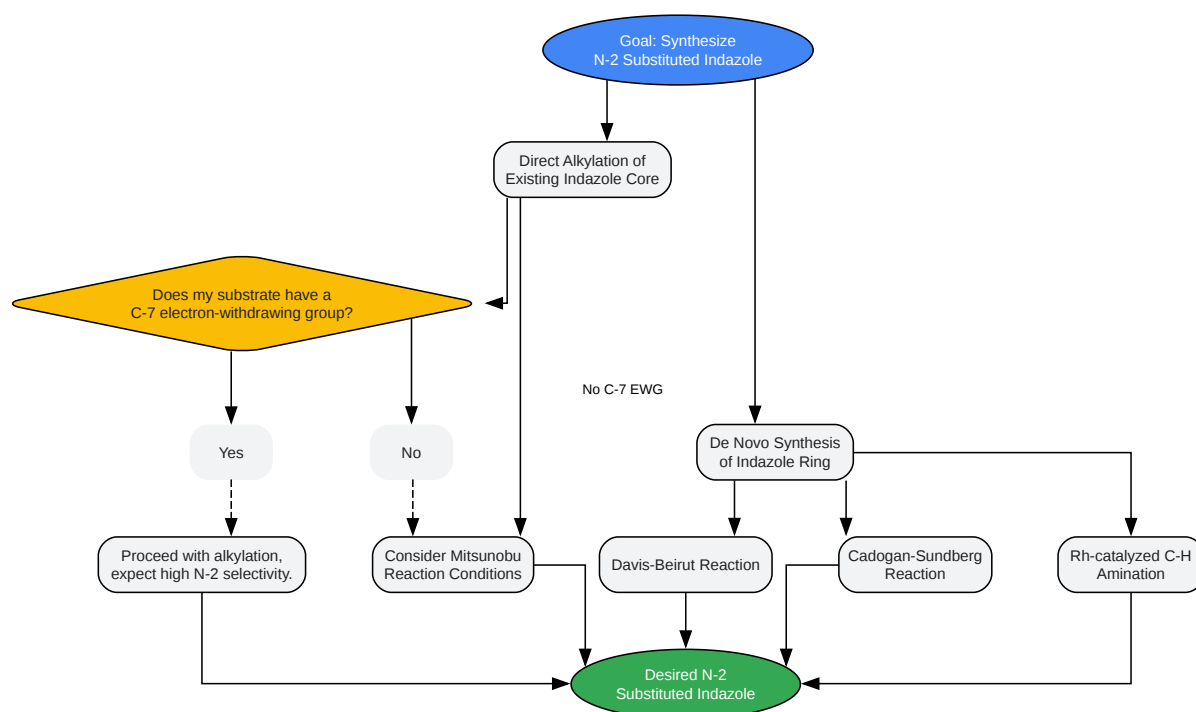 Goal: Synthesize
N-2 Substituted Indazole
Direct Alkylation of
Existing Indazole Core
Does my substrate have a
C-7 electron-withdrawing group?
No C-7 EWG
De Novo Synthesis
of Indazole Ring
Yes
No
Proceed with alkylation,
expect high N-2 selectivity.
Consider Mitsunobu
Reaction Conditions
Davis-Beirut Reaction
Cadogan-Sundberg
Reaction
Rh-catalyzed C-H
Amination
Desired N-2
Substituted Indazole